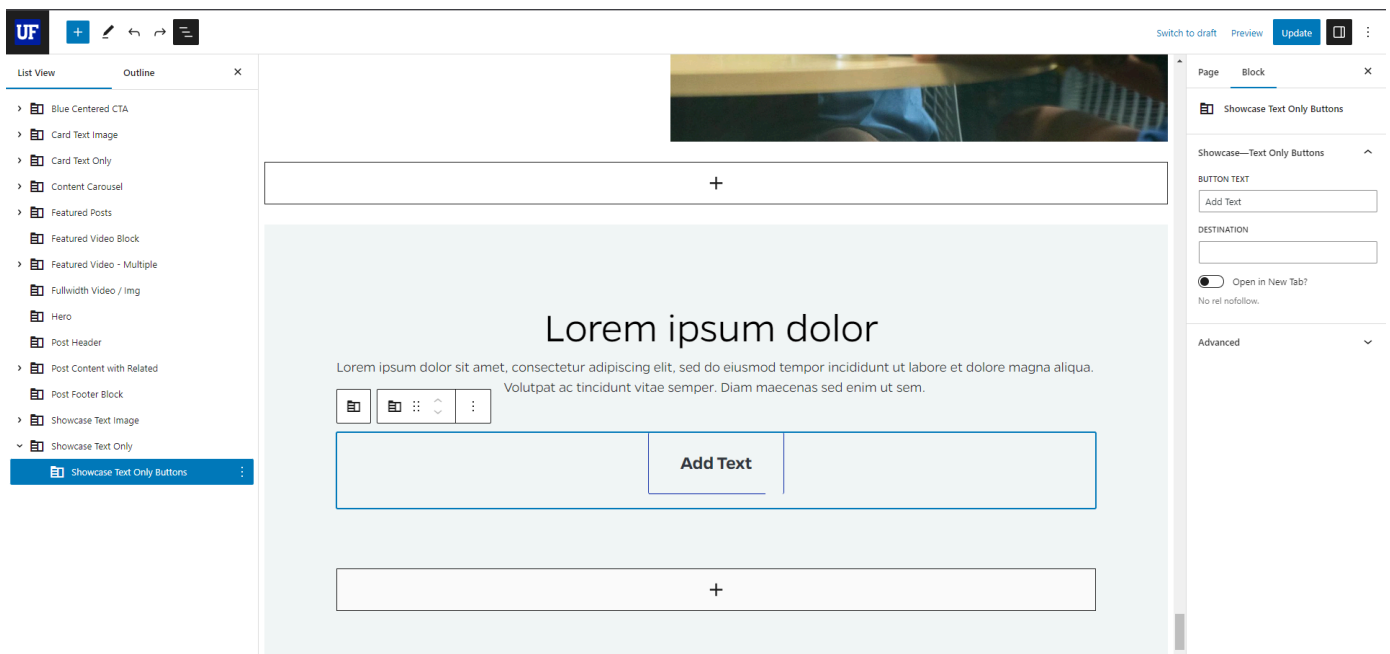 UF
Switch to draft Preview Update
List View Outline
Blue Centered CTA
Card Text Image
Card Text Only
Content Carousel
Featured Posts
Featured Video Block
Featured Video - Multiple
Fullwidth Video / Img
Hero
Post Header
Post Content with Related
Post Footer Block
Showcase Text Image
Showcase Text Only
Showcase Text Only Buttons
Lorem ipsum dolor
Lorem ipsum dolor sit amet, consectetur adipiscing elit, sed do eiusmod tempor incididunt ut labore et dolore magna aliqua.
Volutpat ac tincidunt vitae semper. Diam maecenas sed enim ut sem.
Add Text
Page Block
Showcase Text Only Buttons
Showcase—Text Only Buttons
BUTTON TEXT
Add Text
DESTINATION
Open in New Tab?
No rel nofollow.
Advanced